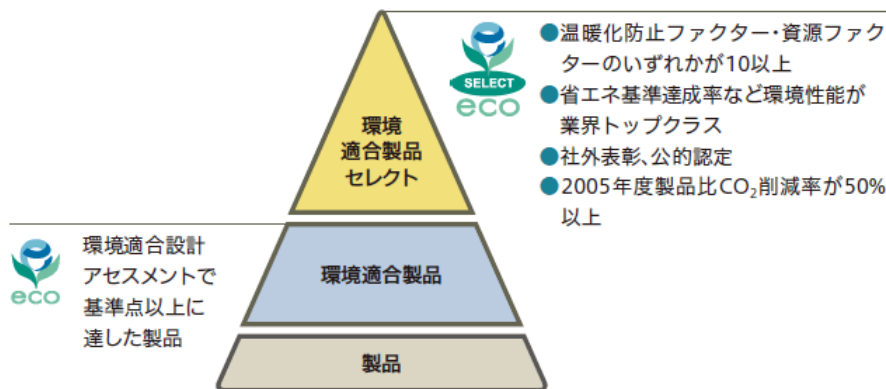 環境
適合製品
セレクト
SELECT
eco
●温暖化防止ファクター・資源ファク
ターのいずれかが10以上
●省エネ基準達成率など環境性能が
業界トップクラス
●社外表彰、公的認定
●2005年度製品比CO₂削減率が50%
以上
eco
環境適合設計
アセスメントで
基準点以上に
達した製品
環境適合製品
製品